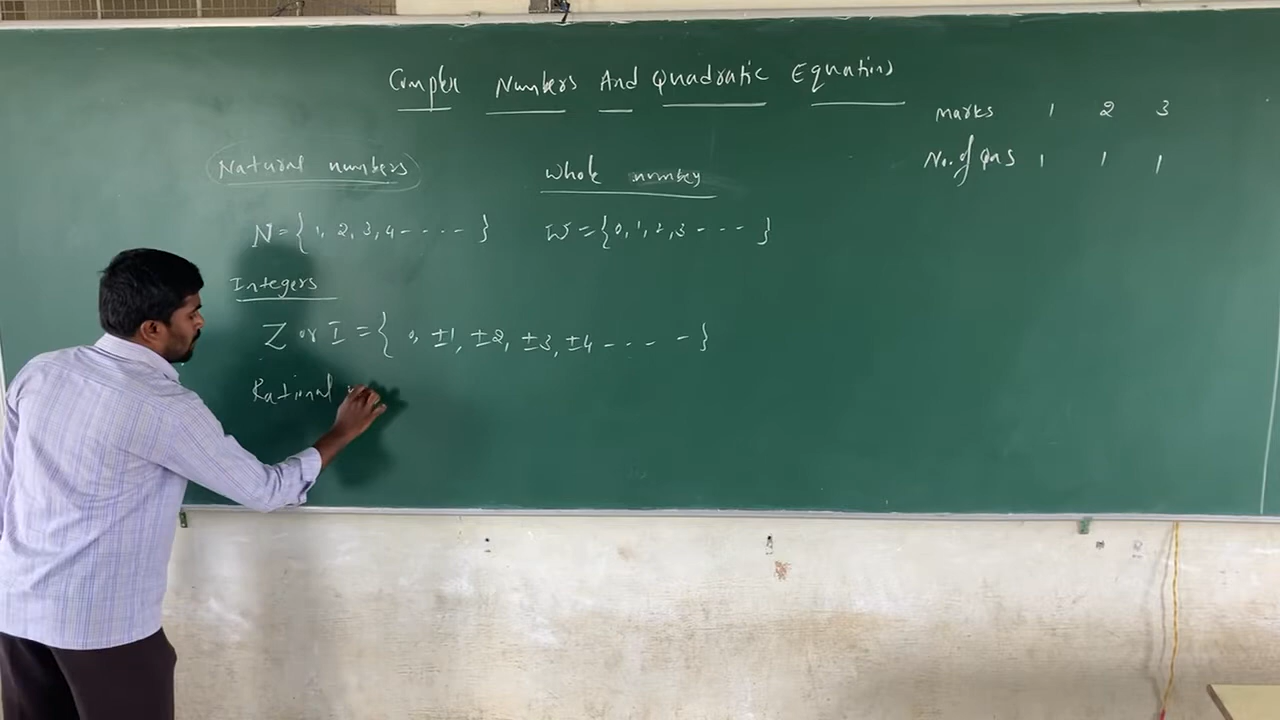 Complex Numbers And Quadratic Equations
marks 1 2 3
No. of Qns 1 1 1
Natural numbers
Whole number
N = { 1, 2, 3, 4 - - - - - }
W = { 0, 1, 2, 3 - - - - }
Integers
Z or I = { 0, ±1, ±2, ±3, ±4 - - - - - }
Rational